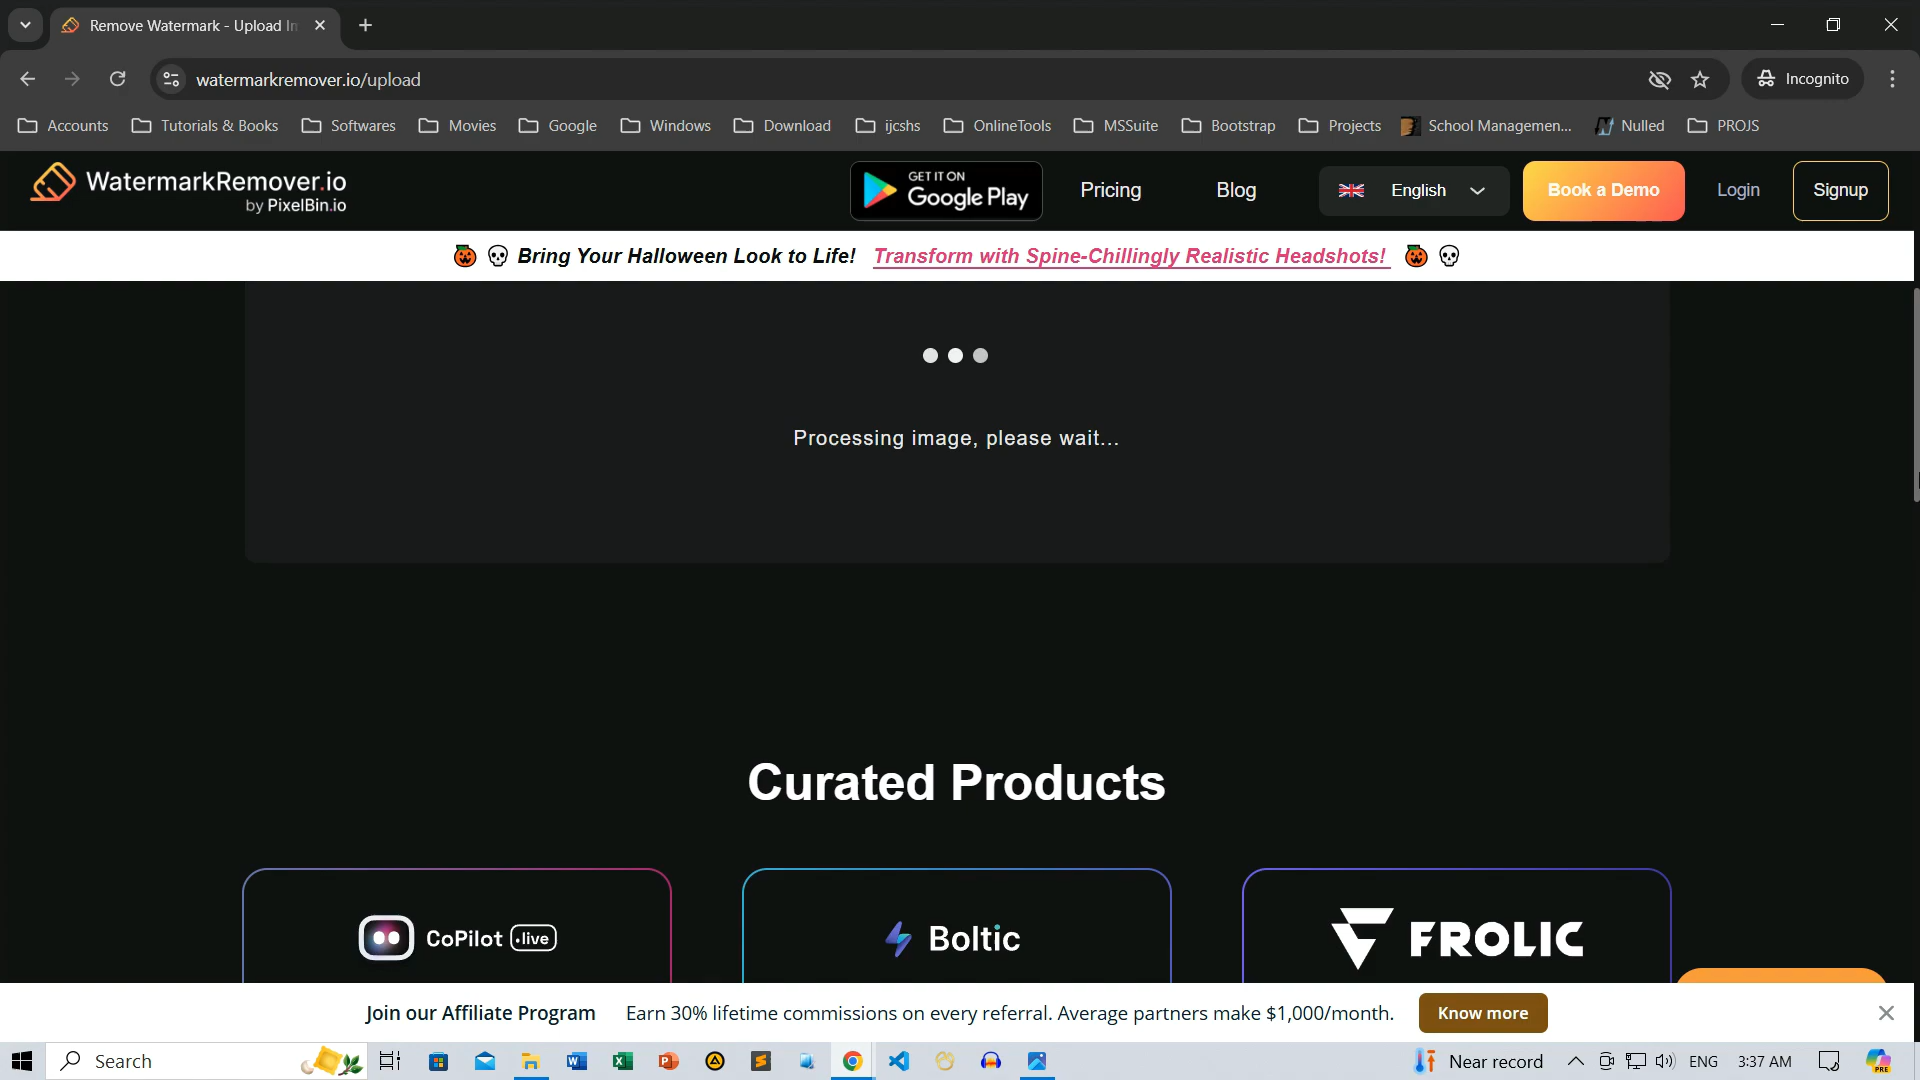 Remove Watermark - Upload Im
watermarkremover.io/upload
Incognito
Accounts
Tutorials & Books
Softwares
Movies
Google
Windows
Download
ijcshs
OnlineTools
MSSuite
Bootstrap
Projects
School Managemen...
Nulled
PROJS
WatermarkRemover.io
by PixelBin.io
GET IT ON
Google Play
Pricing
Blog
English
Book a Demo
Login
Signup
Bring Your Halloween Look to Life! Transform with Spine-Chillingly Realistic Headshots!
Processing image, please wait...
Curated Products
CoPilot .live
Boltic
FROLIC
Join our Affiliate Program Earn 30% lifetime commissions on every referral. Average partners make $1,000/month. Know more
Search
Near record
ENG
3:37 AM
PRE